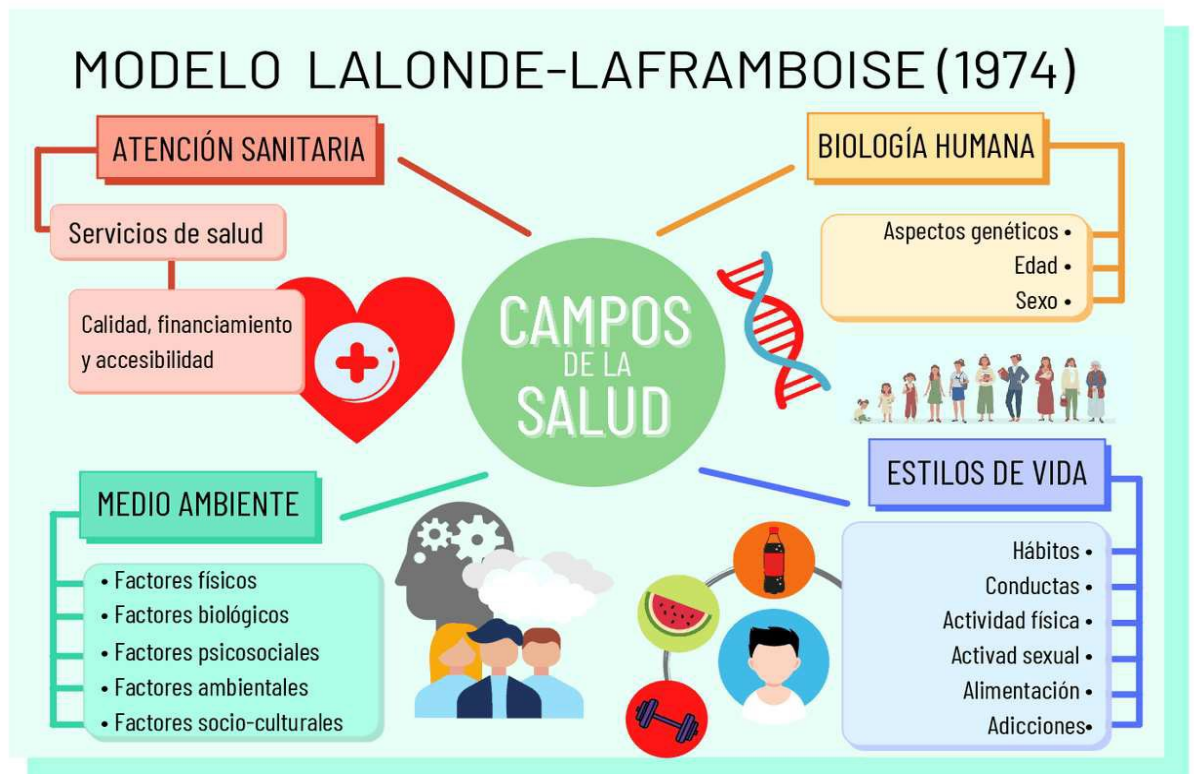 MODELO LALONDE-LAFRAMBOISE (1974)
ATENCIÓN SANITARIA
Servicios de salud
Calidad, financiamiento
y accesibilidad
BIOLOGÍA HUMANA
Aspectos genéticos •
Edad •
Sexo •
CAMPOS
DE LA
SALUD
MEDIO AMBIENTE
• Factores físicos
• Factores biológicos
• Factores psicosociales
• Factores ambientales
• Factores socio-culturales
ESTILOS DE VIDA
Hábitos •
Conductas •
Actividad física •
Activad sexual •
Alimentación •
Adicciones•